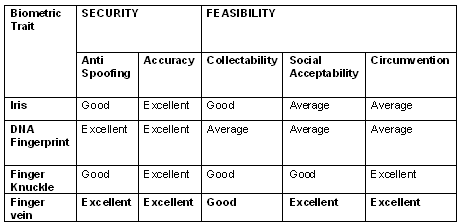 Biometric Trait SECURITY FEASIBILITY
Anti Spoofing Accuracy Collectability Social Acceptability Circumvention
Iris Good Excellent Good Average Average
DNA Fingerprint Excellent Excellent Average Average Average
Finger Knuckle Good Excellent Good Good Excellent
Finger vein Excellent Excellent Good Excellent Excellent